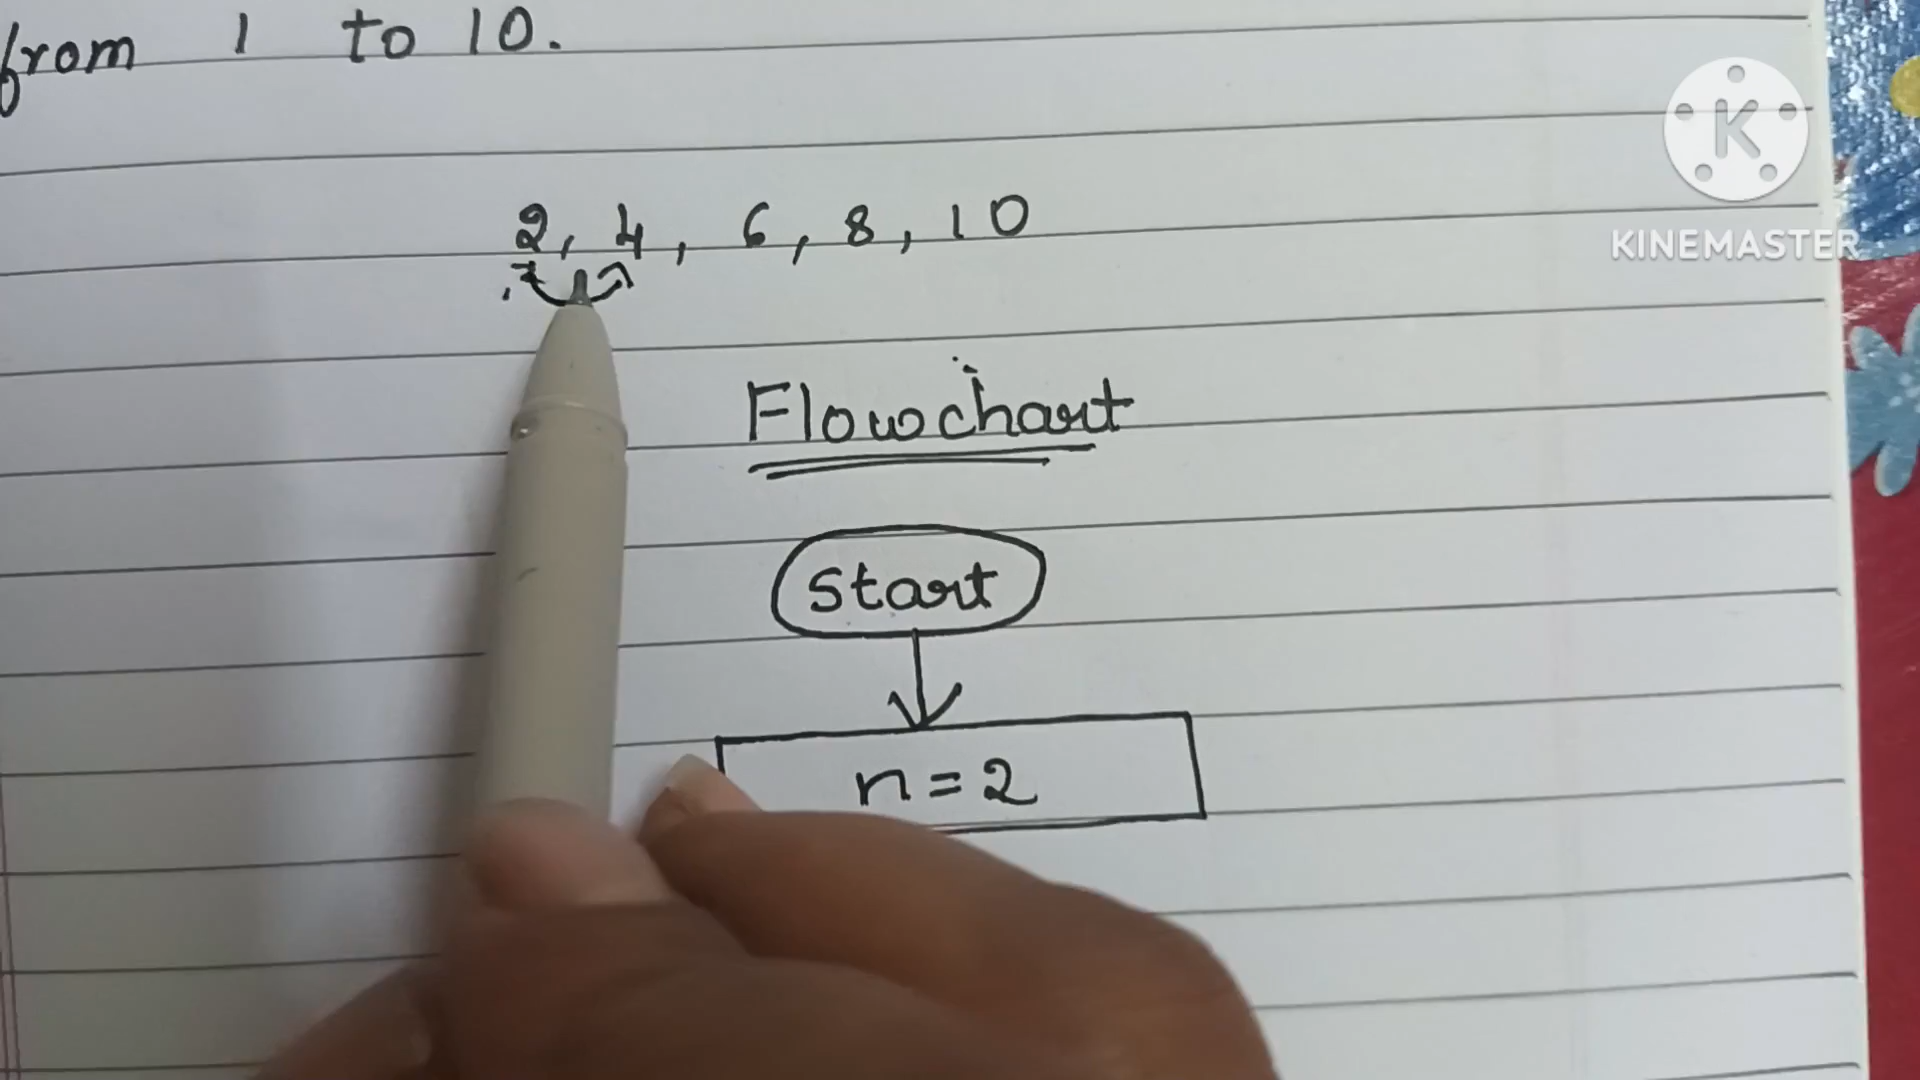 from 1 to 10.
K
KINEMASTER
2, 4, 6, 8, 10
Flowchart
Start
n = 2